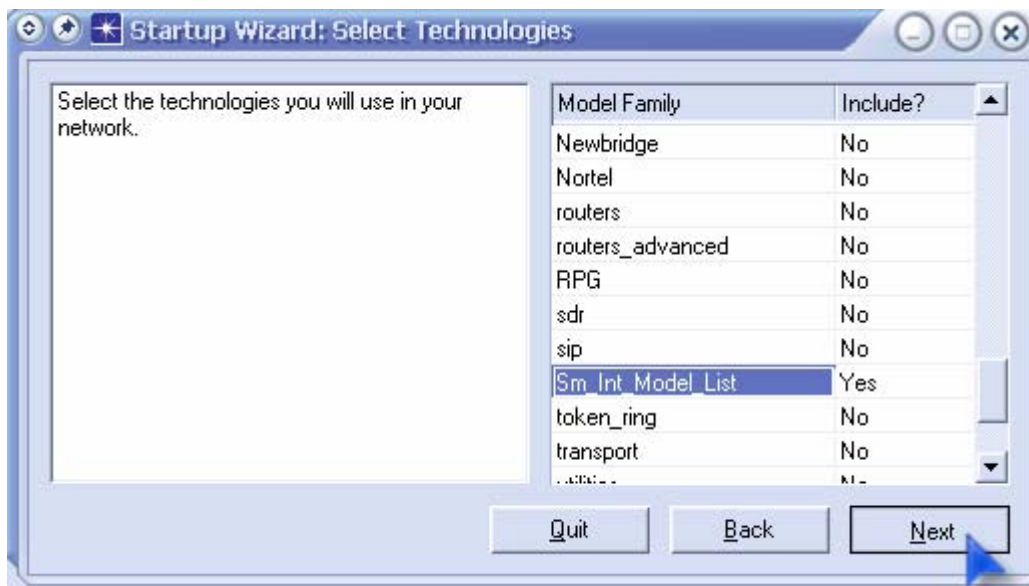 Startup Wizard: Select Technologies
Select the technologies you will use in your
network.
Model Family Include?
Newbridge No
Nortel No
routers No
routers_advanced No
RPG No
sdr No
sip No
Sm_Int_Model_List Yes
token_ring No
transport No
Quit Back Next